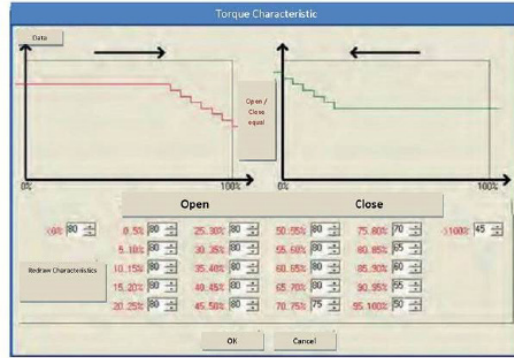 Torque Characteristic
Data
Open /
Close
equal
0% 100% 0% 100%
Open Close
<0% 80 0..5% 80 25..30% 80 50..55% 80 75..80% 70 >100% 45
5..10% 80 30..35% 80 55..60% 80 80..85% 65
Redraw Characteristics 10..15% 80 35..40% 80 60..65% 80 85..90% 60
15..20% 80 40..45% 80 65..70% 80 90..95% 55
20..25% 80 45..50% 80 70..75% 75 95..100% 50
OK Cancel